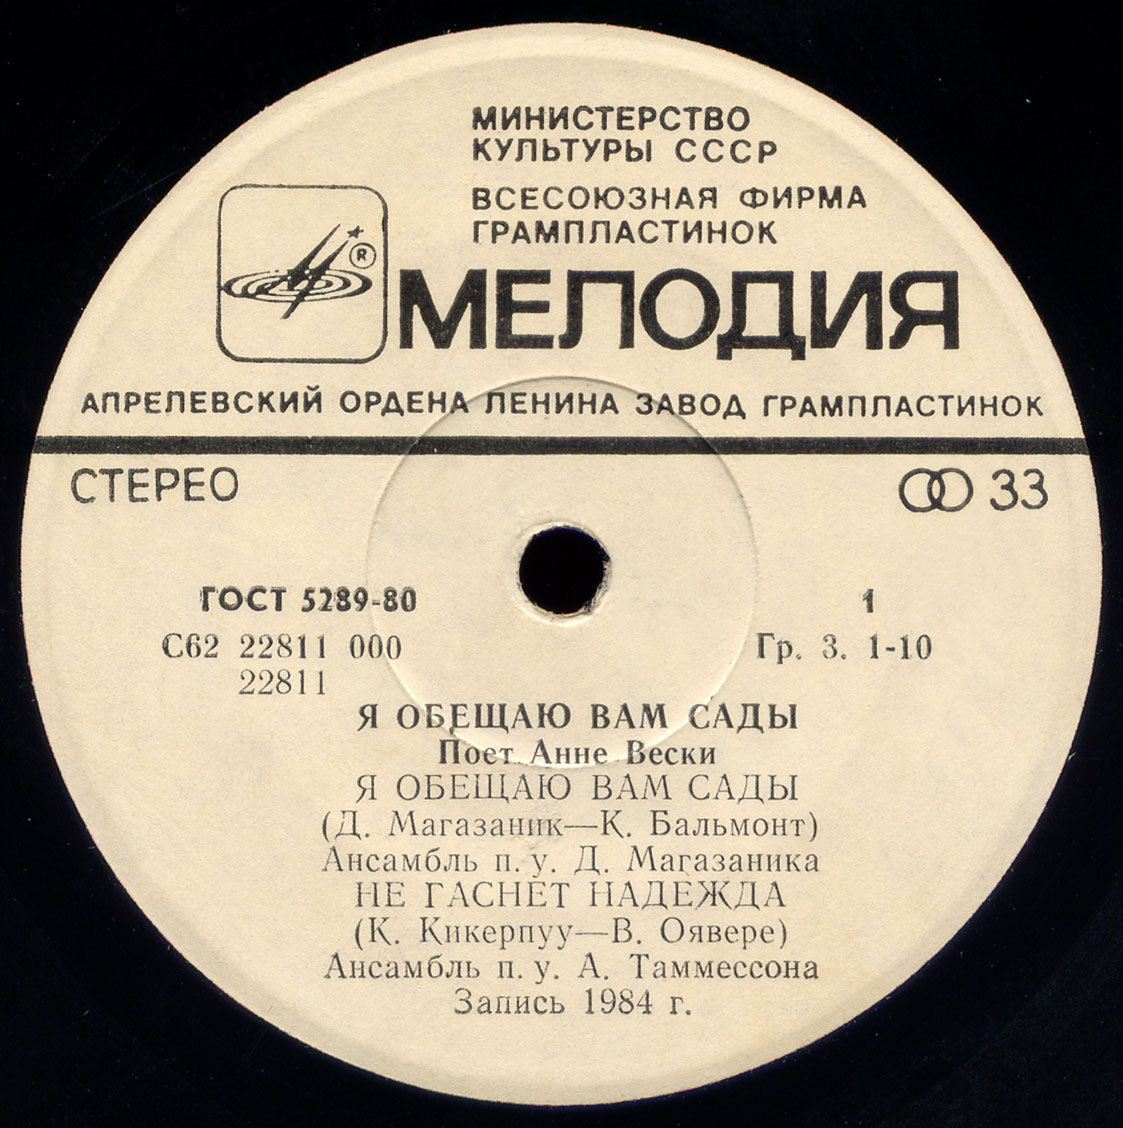 МИНИСТЕРСТВО
КУЛЬТУРЫ СССР
ВСЕСОЮЗНАЯ ФИРМА
ГРАМПЛАСТИНОК
®
МЕЛОДИЯ
АПРЕЛЕВСКИЙ ОРДЕНА ЛЕНИНА ЗАВОД ГРАМПЛАСТИНОК
СТЕРЕО
33
ГОСТ 5289-80
1
С62 22811 000
Гр. 3. 1-10
22811
Я ОБЕЩАЮ ВАМ САДЫ
Поет Анне Вески
Я ОБЕЩАЮ ВАМ САДЫ
(Д. Магазаник—К. Бальмонт)
Ансамбль п. у. Д. Магазаника
НЕ ГАСНЕТ НАДЕЖДА
(К. Кикерпуу—В. Оявере)
Ансамбль п. у. А. Таммессона
Запись 1984 г.